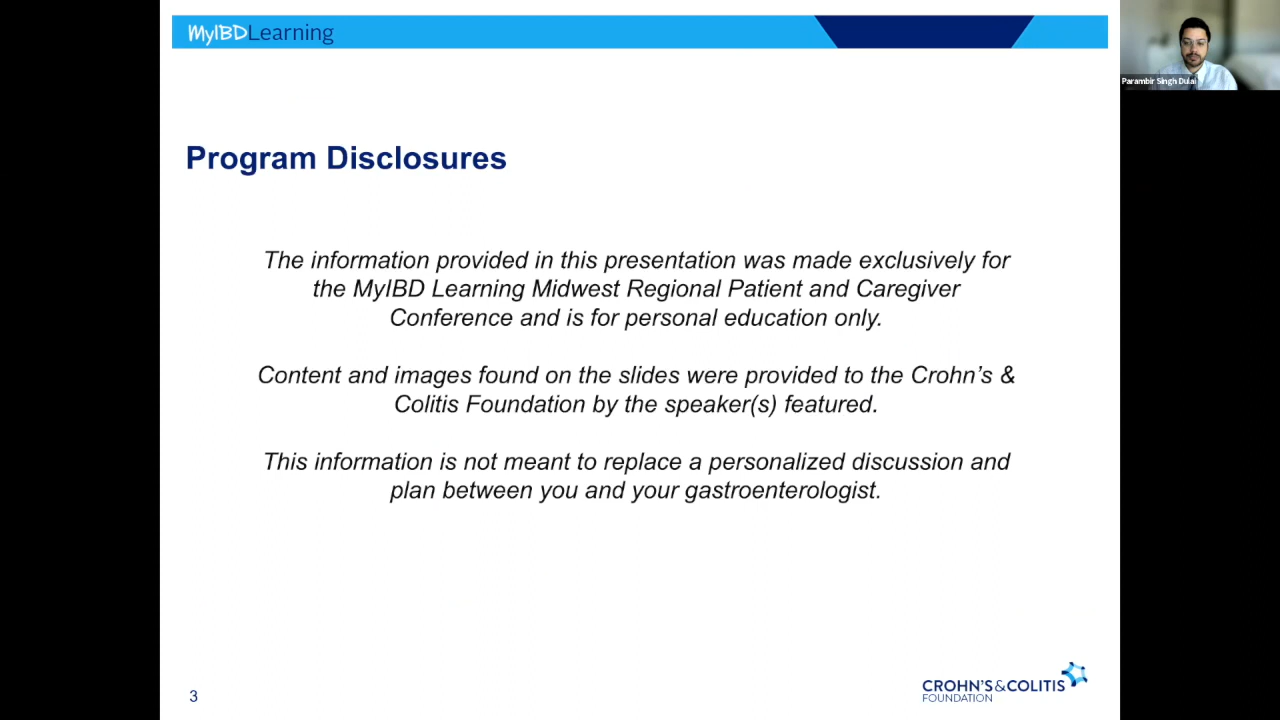 MyIBDLearning
Parambir Singh Dulai
Program Disclosures
The information provided in this presentation was made exclusively for
the MyIBD Learning Midwest Regional Patient and Caregiver
Conference and is for personal education only.
Content and images found on the slides were provided to the Crohn’s &
Colitis Foundation by the speaker(s) featured.
This information is not meant to replace a personalized discussion and
plan between you and your gastroenterologist.
3
CROHN’S&COLITIS
FOUNDATION